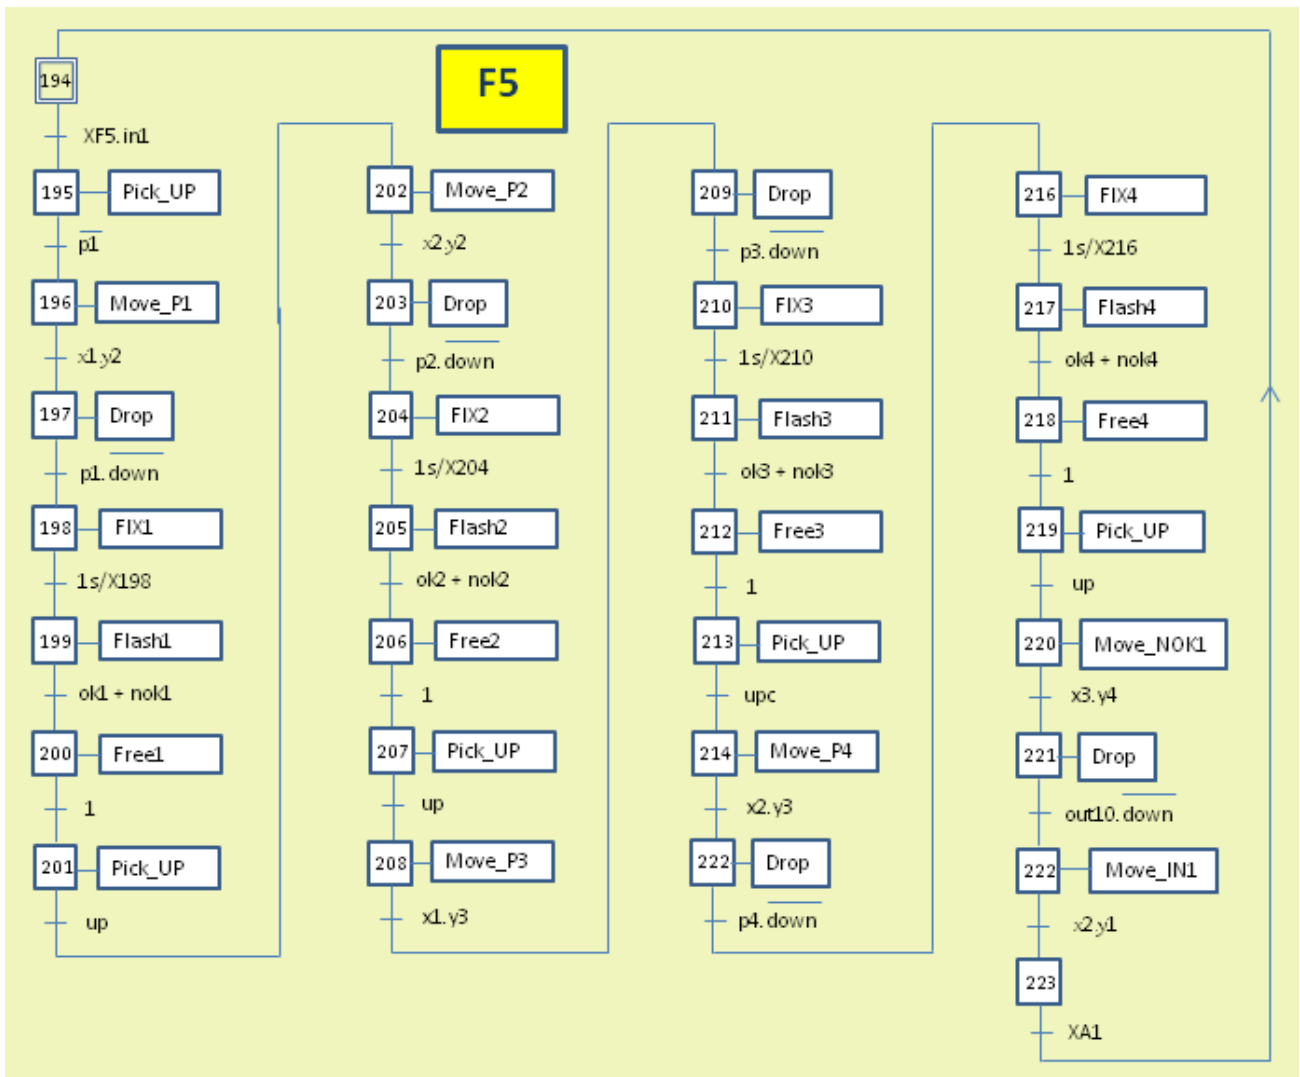 F5
194
XF5.in1
195 Pick_UP
p1
196 Move_P1
x1.y2
197 Drop
p1.down
198 FIX1
1s/X198
199 Flash1
ok1 + nok1
200 Free1
1
201 Pick_UP
up
202 Move_P2
x2.y2
203 Drop
p2.down
204 FIX2
1s/X204
205 Flash2
ok2 + nok2
206 Free2
1
207 Pick_UP
up
208 Move_P3
x1.y3
209 Drop
p3.down
210 FIX3
1s/X210
211 Flash3
ok3 + nok3
212 Free3
1
213 Pick_UP
upc
214 Move_P4
x2.y3
222 Drop
p4.down
216 FIX4
1s/X216
217 Flash4
ok4 + nok4
218 Free4
1
219 Pick_UP
up
220 Move_NOK1
x3.y4
221 Drop
out10.down
222 Move_IN1
x2.y1
223
XA1